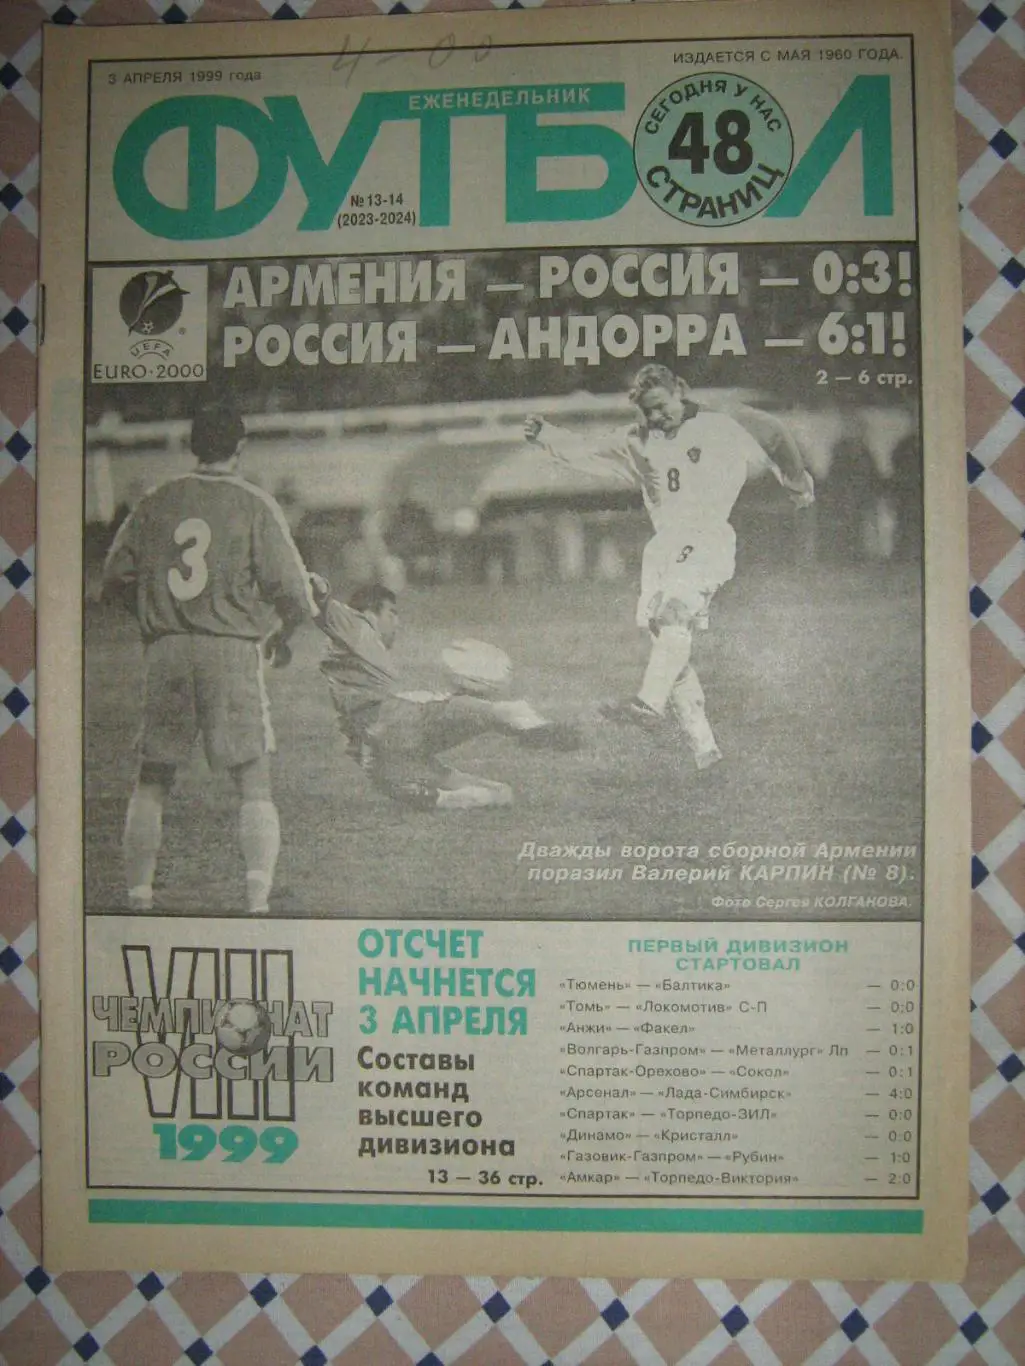 4-00
3 АПРЕЛЯ 1999 года
ИЗДАЕТСЯ С МАЯ 1960 ГОДА.
ЕЖЕНЕДЕЛЬНИК
ФУТБОЛ
СЕГОДНЯ У НАС
48
СТРАНИЦ
№ 13-14
(2023-2024)
АРМЕНИЯ — РОССИЯ — 0:3!
РОССИЯ — АНДОРРА — 6:1!
2 — 6 стр.
UEFA
EURO·2000
3
8
8
Дважды ворота сборной Армении
поразил Валерий КАРПИН (№ 8).
Фото Сергея КОЛГАНОВА.
VIII
ЧЕМПИОНАТ
РОССИИ
1999
ОТСЧЕТ
НАЧНЕТСЯ
3 АПРЕЛЯ
Составы
команд
высшего
дивизиона
13 — 36 стр.
ПЕРВЫЙ ДИВИЗИОН
СТАРТОВАЛ
«Тюмень» — «Балтика» — 0:0
«Томь» — «Локомотив» С-П — 0:0
«Анжи» — «Факел» — 1:0
«Волгарь-Газпром» — «Металлург» Лп — 0:1
«Спартак-Орехово» — «Сокол» — 0:1
«Арсенал» — «Лада-Симбирск» — 4:0
«Спартак» — «Торпедо-ЗИЛ» — 0:0
«Динамо» — «Кристалл» — 0:0
«Газовик-Газпром» — «Рубин» — 1:0
«Амкар» — «Торпедо-Виктория» — 2:0